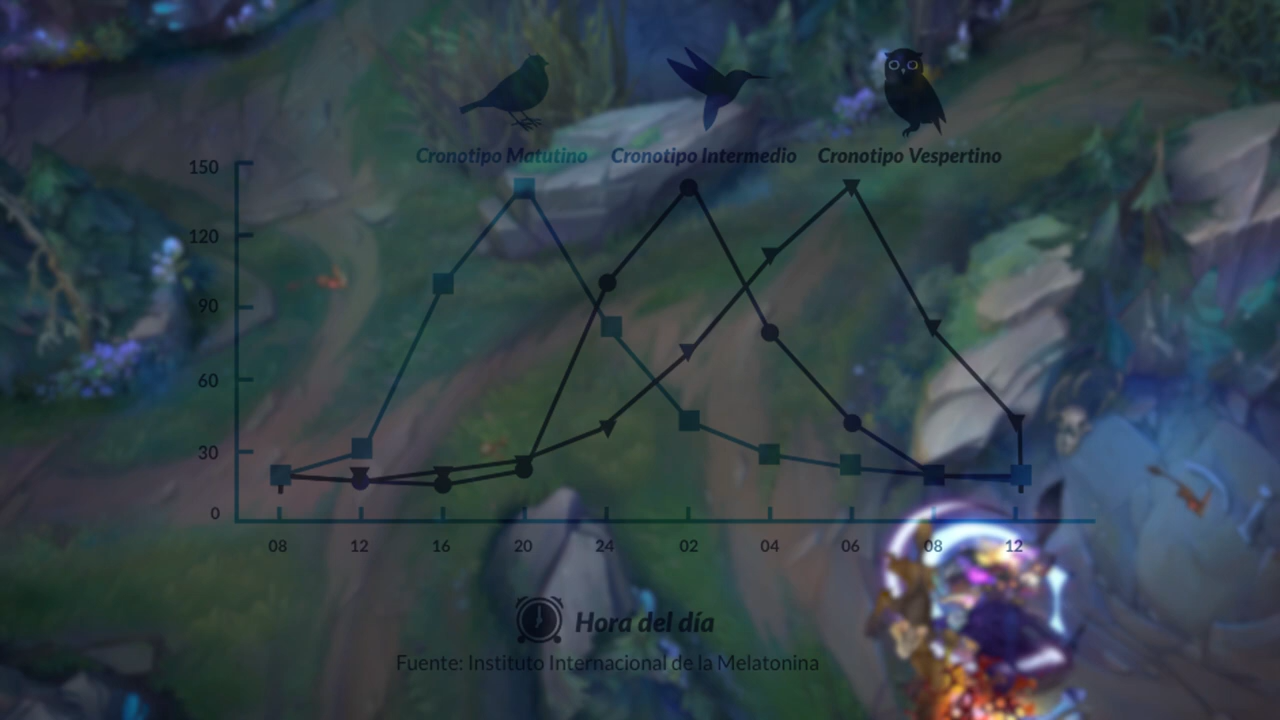 Cronotipo Matutino Cronotipo Intermedio Cronotipo Vespertino
150
120
90
60
30
0
08 12 16 20 24 02 04 06 08 12
Hora del día
Fuente: Instituto Internacional de la Melatonina